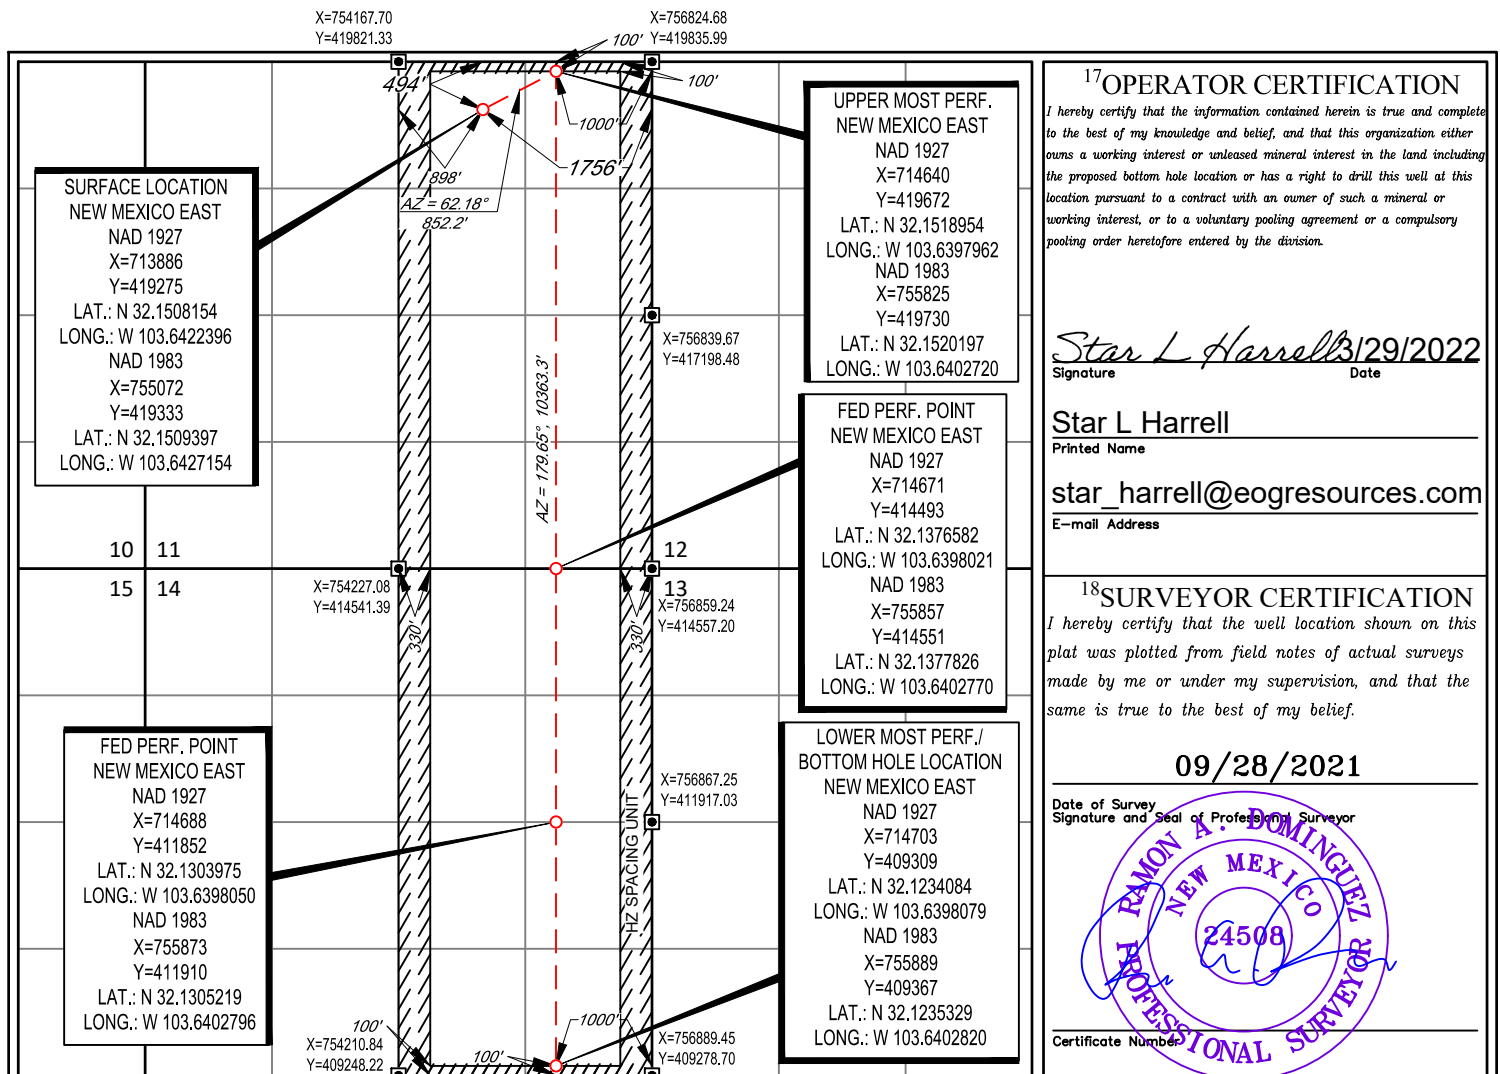 X=754167.70
Y=419821.33
X=756824.68
Y=419835.99
100'
100'
494'
1000'
1756'
898'
AZ = 62.18°
852.2'
SURFACE LOCATION
NEW MEXICO EAST
NAD 1927
X=713886
Y=419275
LAT.: N 32.1508154
LONG.: W 103.6422396
NAD 1983
X=755072
Y=419333
LAT.: N 32.1509397
LONG.: W 103.6427154
UPPER MOST PERF.
NEW MEXICO EAST
NAD 1927
X=714640
Y=419672
LAT.: N 32.1518954
LONG.: W 103.6397962
NAD 1983
X=755825
Y=419730
LAT.: N 32.1520197
LONG.: W 103.6402720
X=756839.67
Y=417198.48
AZ = 179.65°, 10363.3'
FED PERF. POINT
NEW MEXICO EAST
NAD 1927
X=714671
Y=414493
LAT.: N 32.1376582
LONG.: W 103.6398021
NAD 1983
X=755857
Y=414551
LAT.: N 32.1377826
LONG.: W 103.6402770
10 11
15 14
12
13
X=754227.08
Y=414541.39
X=756859.24
Y=414557.20
330'
330'
FED PERF. POINT
NEW MEXICO EAST
NAD 1927
X=714688
Y=411852
LAT.: N 32.1303975
LONG.: W 103.6398050
NAD 1983
X=755873
Y=411910
LAT.: N 32.1305219
LONG.: W 103.6402796
X=756867.25
Y=411917.03
HZ SPACING UNIT
LOWER MOST PERF./
BOTTOM HOLE LOCATION
NEW MEXICO EAST
NAD 1927
X=714703
Y=409309
LAT.: N 32.1234084
LONG.: W 103.6398079
NAD 1983
X=755889
Y=409367
LAT.: N 32.1235329
LONG.: W 103.6402820
100'
X=754210.84
Y=409248.22
100'
1000'
X=756889.45
Y=409278.70
17OPERATOR CERTIFICATION
I hereby certify that the information contained herein is true and complete
to the best of my knowledge and belief, and that this organization either
owns a working interest or unleased mineral interest in the land including
the proposed bottom hole location or has a right to drill this well at this
location pursuant to a contract with an owner of such a mineral or
working interest, or to a voluntary pooling agreement or a compulsory
pooling order heretofore entered by the division.
Star L Harrell 3/29/2022
Signature Date
Star L Harrell
Printed Name
star_harrell@eogresources.com
E-mail Address
18SURVEYOR CERTIFICATION
I hereby certify that the well location shown on this
plat was plotted from field notes of actual surveys
made by me or under my supervision, and that the
same is true to the best of my belief.
09/28/2021
Date of Survey
Signature and Seal of Professional Surveyor
RAMON A. DOMINGUEZ
NEW MEXICO
24508
PROFESSIONAL SURVEYOR
Certificate Number